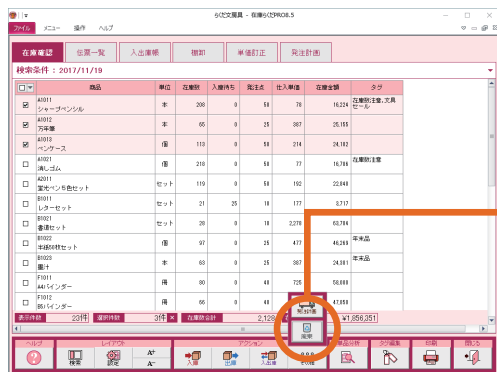 らだ文房具 - 在庫らだPRO8.5
ファイル メニュー 操作 ヘルプ
在庫確認 伝票一覧 入出庫帳 棚卸 単価訂正 発注計画
検索条件：2017/11/19
商品 単位 在庫数 入庫待ち 発注点 仕入単価 在庫金額 タグ
A1011 シャープペンシル 本 208 0 50 78 16,224 在庫数注意,文具セール
A1012 万年筆 本 65 0 25 387 25,155
A1013 ペンケース 個 113 0 50 214 24,182
A1021 消しゴム 個 218 0 50 77 16,786 在庫数注意
A2011 蛍光ペン5色セット セット 119 0 50 192 22,848
B1011 レターセット セット 21 25 10 177 3,717
B1021 書道セット セット 28 0 10 2,278 63,784
B1022 半紙50枚セット 個 97 0 25 477 46,269 年末品
B1023 墨汁 本 63 0 25 387 24,381 年末品
F1011 A4バインダー 冊 80 0 40 725 58,000
F1012 B5バインダー 冊 66 0 40 47,850
表示件数 23件 選択件数 3件 × 在庫数合計 2,128 ¥1,856,351
発注計画
廃棄
ヘルプ レイアウト アクション 単品分析 タグ編集 印刷 閉じる
検索 設定 A+ A- 入庫 出庫 入出庫 その他